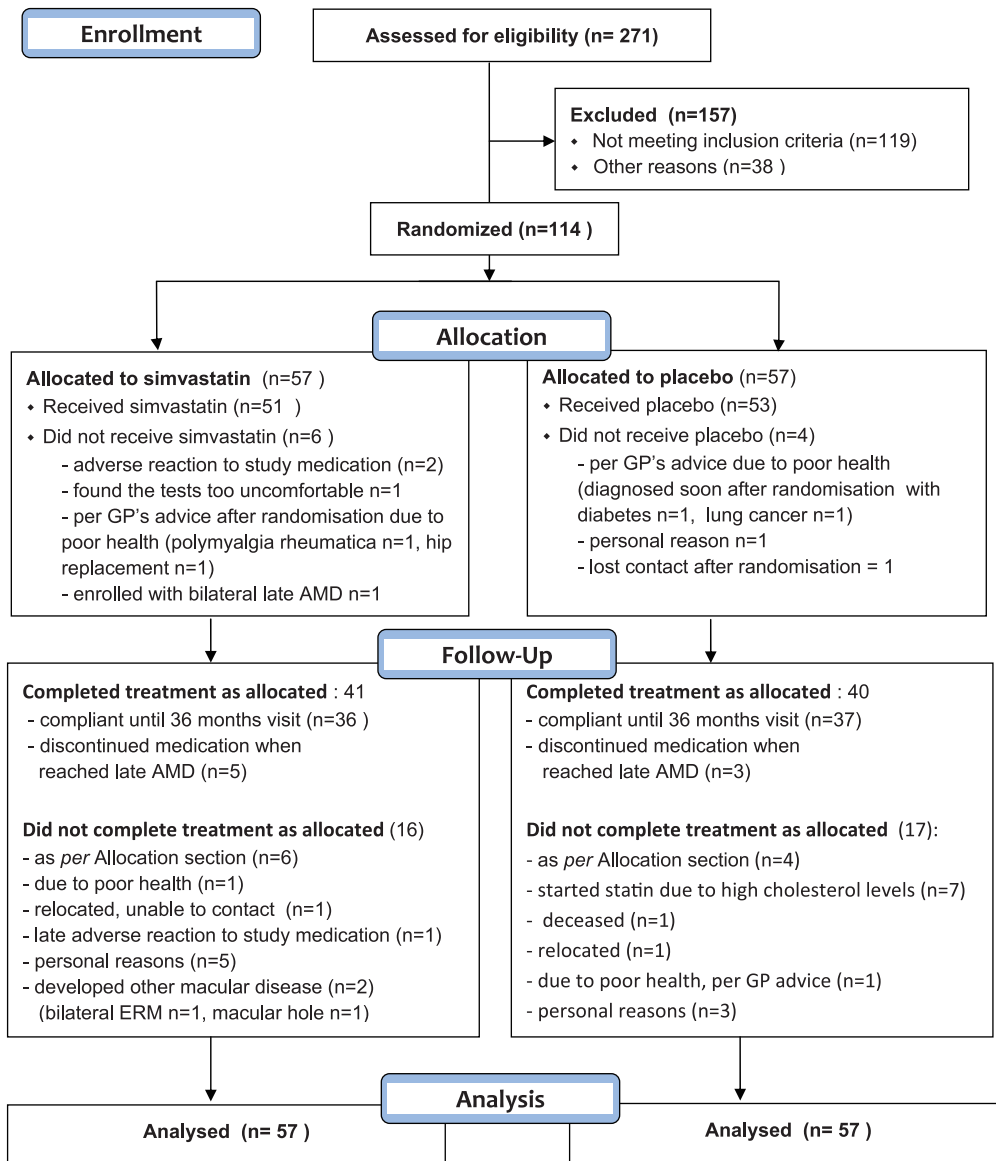 Enrollment
Assessed for eligibility (n= 271)
Excluded (n=157)
⬥ Not meeting inclusion criteria (n=119)
⬥ Other reasons (n=38 )
Randomized (n=114 )
Allocation
Allocated to simvastatin (n=57 )
⬥ Received simvastatin (n=51 )
⬥ Did not receive simvastatin (n=6 )
- adverse reaction to study medication (n=2)
- found the tests too uncomfortable n=1
- per GP's advice after randomisation due to
poor health (polymyalgia rheumatica n=1, hip
replacement n=1)
- enrolled with bilateral late AMD n=1
Allocated to placebo (n=57)
⬥ Received placebo (n=53)
⬥ Did not receive placebo (n=4)
- per GP's advice due to poor health
(diagnosed soon after randomisation with
diabetes n=1, lung cancer n=1)
- personal reason n=1
- lost contact after randomisation = 1
Follow-Up
Completed treatment as allocated : 41
- compliant until 36 months visit (n=36 )
- discontinued medication when
reached late AMD (n=5)
Did not complete treatment as allocated (16)
- as per Allocation section (n=6)
- due to poor health (n=1)
- relocated, unable to contact (n=1)
- late adverse reaction to study medication (n=1)
- personal reasons (n=5)
- developed other macular disease (n=2)
(bilateral ERM n=1, macular hole n=1)
Completed treatment as allocated : 40
- compliant until 36 months visit (n=37)
- discontinued medication when
reached late AMD (n=3)
Did not complete treatment as allocated (17):
- as per Allocation section (n=4)
- started statin due to high cholesterol levels (n=7)
- deceased (n=1)
- relocated (n=1)
- due to poor health, per GP advice (n=1)
- personal reasons (n=3)
Analysis
Analysed (n= 57 )
Analysed (n= 57 )